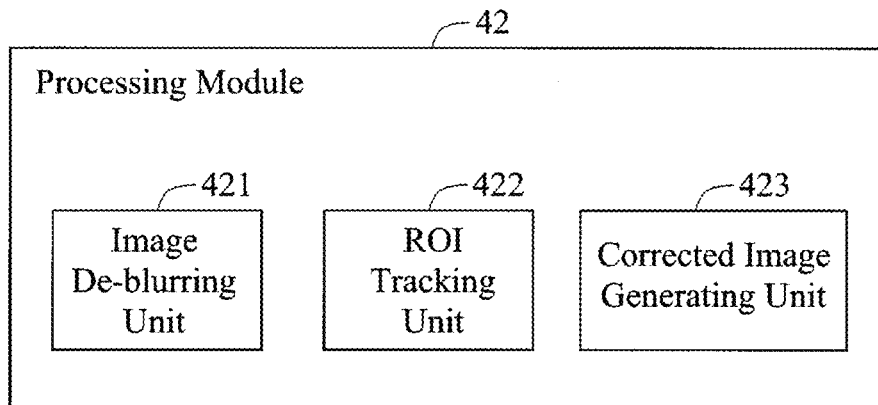 42
Processing Module
421
422
423
Image
De-blurring
Unit
ROI
Tracking
Unit
Corrected Image
Generating Unit